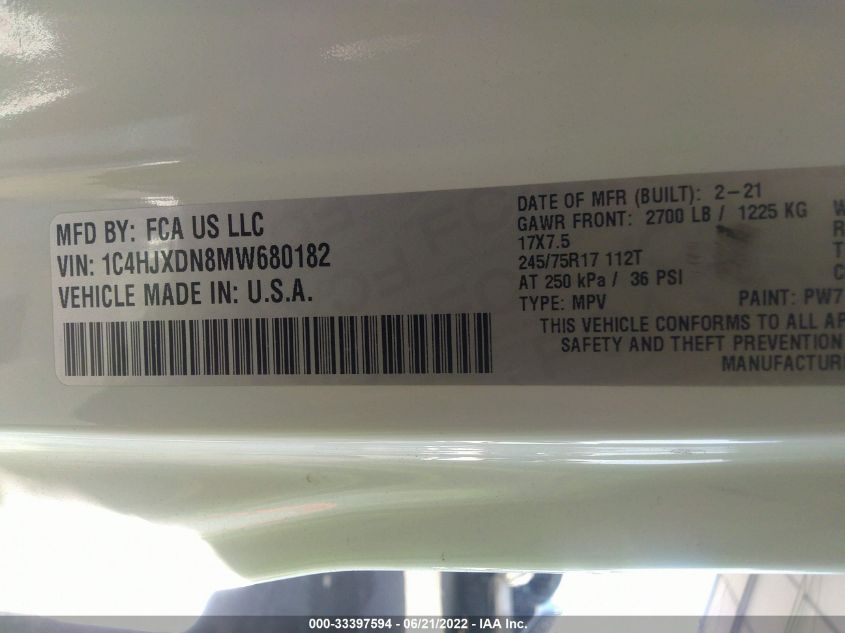 MFD BY: FCA US LLC
VIN: 1C4HJXDN8MW680182
VEHICLE MADE IN: U.S.A.
DATE OF MFR (BUILT): 2-21
GAWR FRONT: 2700 LB / 1225 KG
17X7.5
245/75R17 112T
AT 250 kPa / 36 PSI
TYPE: MPV PAINT: PW7
THIS VEHICLE CONFORMS TO ALL AP
SAFETY AND THEFT PREVENTION
MANUFACTUR
W
R
T
C
000-33397594 - 06/21/2022 - IAA Inc.